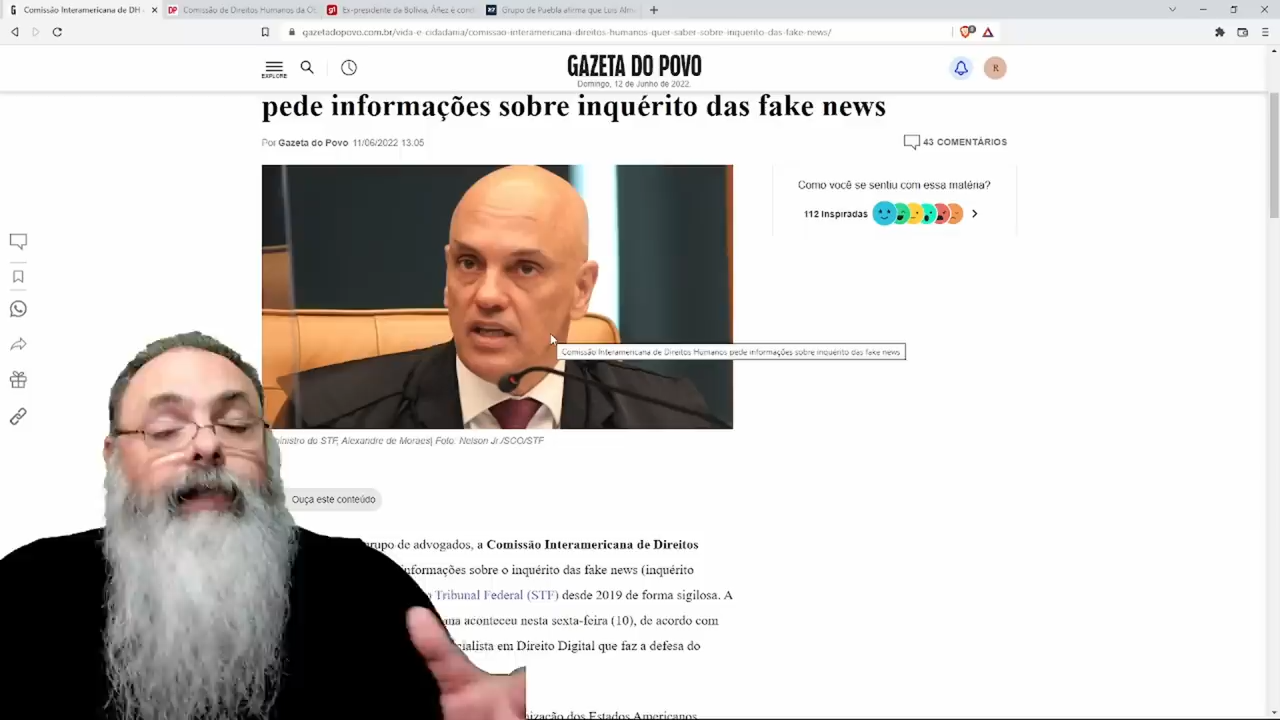 Comissão Interamericana de DH -
Comissão de Direitos Humanos da OE
Ex-presidente da Bolívia, Áñez é cond
Grupo de Puebla afirma que Luis Alm
gazetadopovo.com.br/vida-e-cidadania/comissao-interamericana-direitos-humanos-quer-saber-sobre-inquerito-das-fake-news/
EXPLORE
GAZETA DO POVO
Domingo, 12 de Junho de 2022.
R
pede informações sobre inquérito das fake news
Por Gazeta do Povo 11/06/2022 13:05
43 COMENTÁRIOS
Como você se sentiu com essa matéria?
112 Inspiradas
Comissão Interamericana de Direitos Humanos pede informações sobre inquérito das fake news
ministro do STF, Alexandre de Moraes| Foto: Nelson Jr./SCO/STF
Ouça este conteúdo
grupo de advogados, a Comissão Interamericana de Direitos
informações sobre o inquérito das fake news (inquérito
Tribunal Federal (STF) desde 2019 de forma sigilosa. A
ana aconteceu nesta sexta-feira (10), de acordo com
cialista em Direito Digital que faz a defesa do
nização dos Estados Americanos